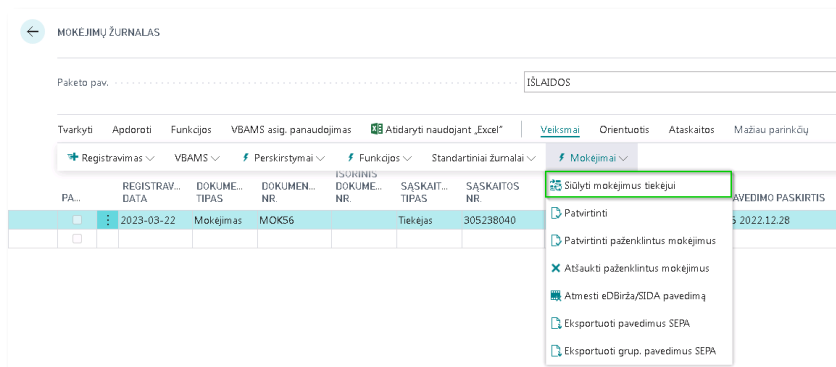 MOKĖJIMŲ ŽURNALAS
Paketo pav. IŠLAIDOS
Tvarkyti Apdoroti Funkcijos VBAMS asig. panaudojimas Atidaryti naudojant „Excel“ Veiksmai Orientuotis Ataskaitos Mažiau parinkčių
Registravimas VBAMS Perskirstymai Funkcijos Standartiniai žurnalai Mokėjimai
PA... REGISTRAV... DATA DOKUME... TIPAS DOKUMEN... NR. IŠORINIS DOKUME... NR. SĄSKAIT... TIPAS SĄSKAITOS NR. AVEDIMO PASKIRTIS
2023-03-22 Mokėjimas MOK56 Tiekėjas 305238040 2022.12.28
Siūlyti mokėjimus tiekėjui
Patvirtinti
Patvirtinti paženklintus mokėjimus
Atšaukti paženklintus mokėjimus
Atmesti eDBirža/SIDA pavedimą
Eksportuoti pavedimus SEPA
Eksportuoti grup. pavedimus SEPA